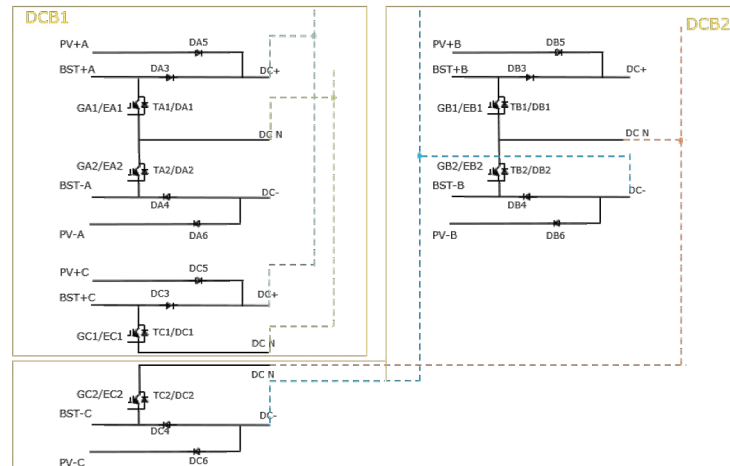 DCB1
PV+A
DA5
BST+A
DA3
DC+
GA1/EA1
TA1/DA1
DC N
GA2/EA2
TA2/DA2
BST-A
DC-
DA4
PV-A
DA6
PV+C
DC5
BST+C
DC3
DC+
GC1/EC1
TC1/DC1
DC N
DC N
GC2/EC2
TC2/DC2
BST-C
DC-
DC4
PV-C
DC6
DCB2
PV+B
DB5
BST+B
DB3
DC+
GB1/EB1
TB1/DB1
DC N
GB2/EB2
TB2/DB2
BST-B
DC-
DB4
PV-B
DB6